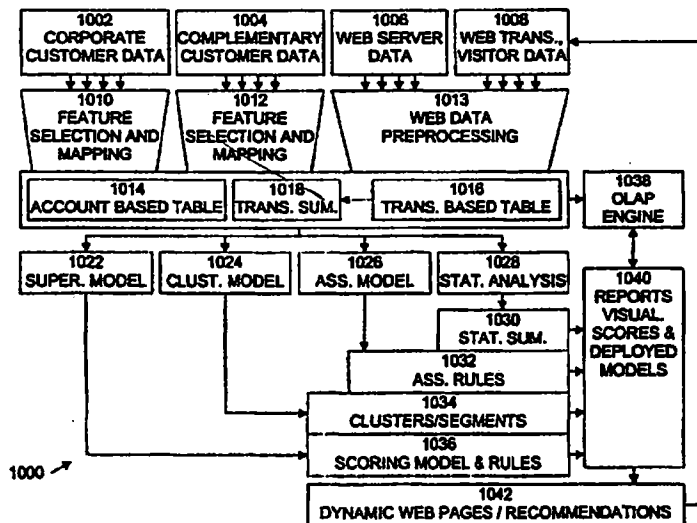 1002
CORPORATE
CUSTOMER DATA
1004
COMPLEMENTARY
CUSTOMER DATA
1006
WEB SERVER
DATA
1008
WEB TRANS.,
VISITOR DATA
1010
FEATURE
SELECTION AND
MAPPING
1012
FEATURE
SELECTION AND
MAPPING
1013
WEB DATA
PREPROCESSING
1014
ACCOUNT BASED TABLE
1018
TRANS. SUM.
1016
TRANS. BASED TABLE
1038
OLAP
ENGINE
1022
SUPER. MODEL
1024
CLUST. MODEL
1026
ASS. MODEL
1028
STAT. ANALYSIS
1040
REPORTS
VISUAL.
SCORES &
DEPLOYED
MODELS
1030
STAT. SUM.
1032
ASS. RULES
1034
CLUSTERS/SEGMENTS
1036
SCORING MODEL & RULES
1000
1042
DYNAMIC WEB PAGES / RECOMMENDATIONS